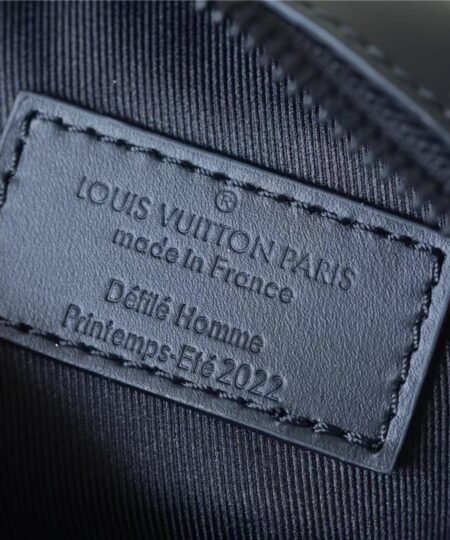 ®
LOUIS VUITTON PARIS
made in France
Défilé Homme
Printemps-Eté 2022